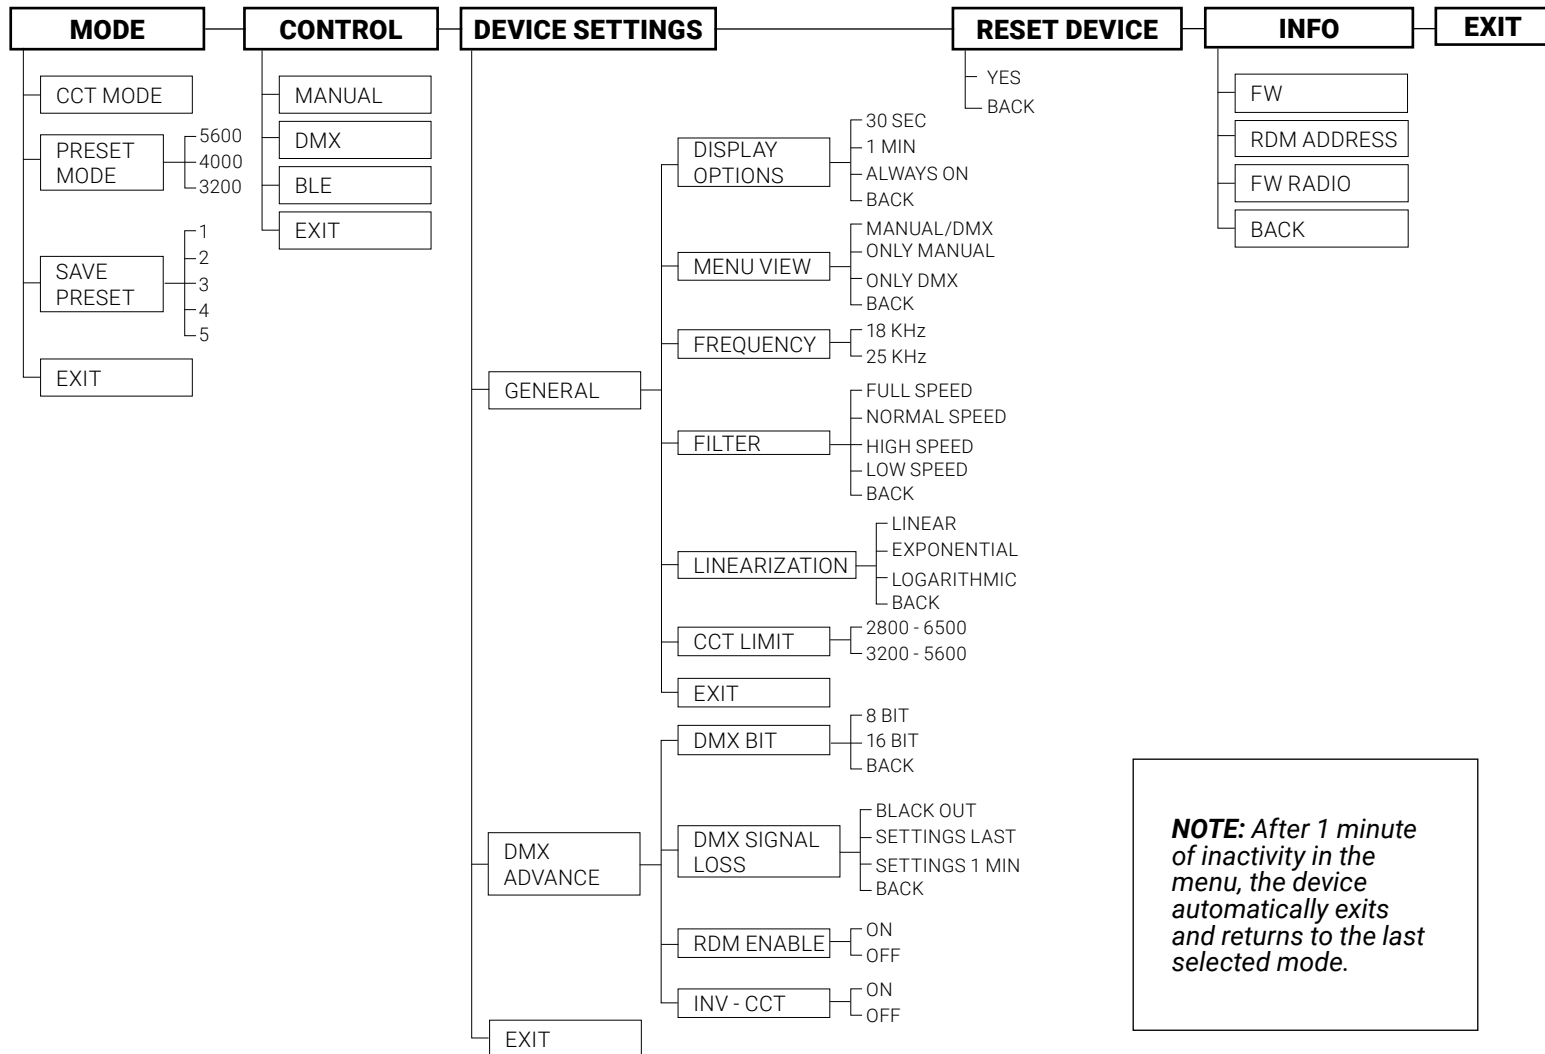 MODE
CONTROL
DEVICE SETTINGS
RESET DEVICE
INFO
EXIT
CCT MODE
PRESET
MODE
5600
4000
3200
SAVE
PRESET
1
2
3
4
5
EXIT
MANUAL
DMX
BLE
EXIT
GENERAL
DISPLAY
OPTIONS
30 SEC
1 MIN
ALWAYS ON
BACK
MENU VIEW
MANUAL/DMX
ONLY MANUAL
ONLY DMX
BACK
FREQUENCY
18 KHz
25 KHz
FILTER
FULL SPEED
NORMAL SPEED
HIGH SPEED
LOW SPEED
BACK
LINEARIZATION
LINEAR
EXPONENTIAL
LOGARITHMIC
BACK
CCT LIMIT
2800 - 6500
3200 - 5600
EXIT
DMX
ADVANCE
DMX BIT
8 BIT
16 BIT
BACK
DMX SIGNAL
LOSS
BLACK OUT
SETTINGS LAST
SETTINGS 1 MIN
BACK
RDM ENABLE
ON
OFF
INV - CCT
ON
OFF
EXIT
YES
BACK
FW
RDM ADDRESS
FW RADIO
BACK
NOTE: After 1 minute
of inactivity in the
menu, the device
automatically exits
and returns to the last
selected mode.